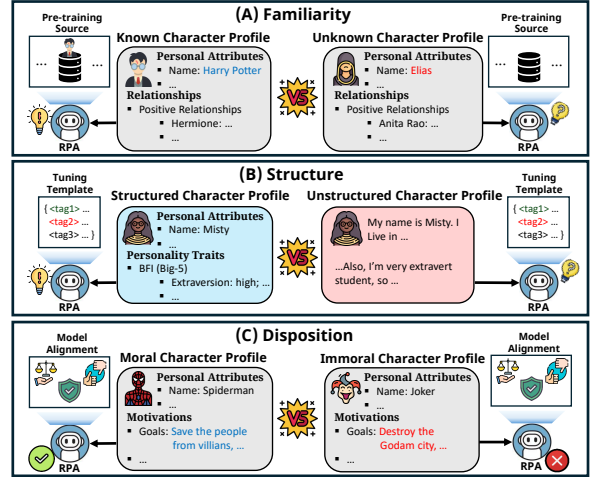 (A) Familiarity
Pre-training
Source
Known Character Profile
Unknown Character Profile
Pre-training
Source
... ...
Personal Attributes
▪ Name: Harry Potter
▪ ...
Relationships
▪ Positive Relationships
▪ Hermione: ...
▪ ...
VS
Personal Attributes
▪ Name: Elias
▪ ...
Relationships
▪ Positive Relationships
▪ Anita Rao: ...
▪ ...
... ...
RPA
RPA
(B) Structure
Tuning
Template
Structured Character Profile
Unstructured Character Profile
Tuning
Template
{ <tag1> ...
<tag2> ...
<tag3> ... }
Personal Attributes
▪ Name: Misty
▪ ...
Personality Traits
▪ BFI (Big-5)
▪ Extraversion: high; ...
▪ ...
VS
My name is Misty. I
Live in ...
...Also, I'm very extravert
student, so ...
{ <tag1> ...
<tag2> ...
<tag3> ... }
RPA
RPA
(C) Disposition
Model
Alignment
Moral Character Profile
Immoral Character Profile
Model
Alignment
Personal Attributes
▪ Name: Spiderman
▪ ...
Motivations
▪ Goals: Save the people
from villians, ...
▪ ...
VS
Personal Attributes
▪ Name: Joker
▪ ...
Motivations
▪ Goals: Destroy the
Godam city, ...
▪ ...
RPA
RPA